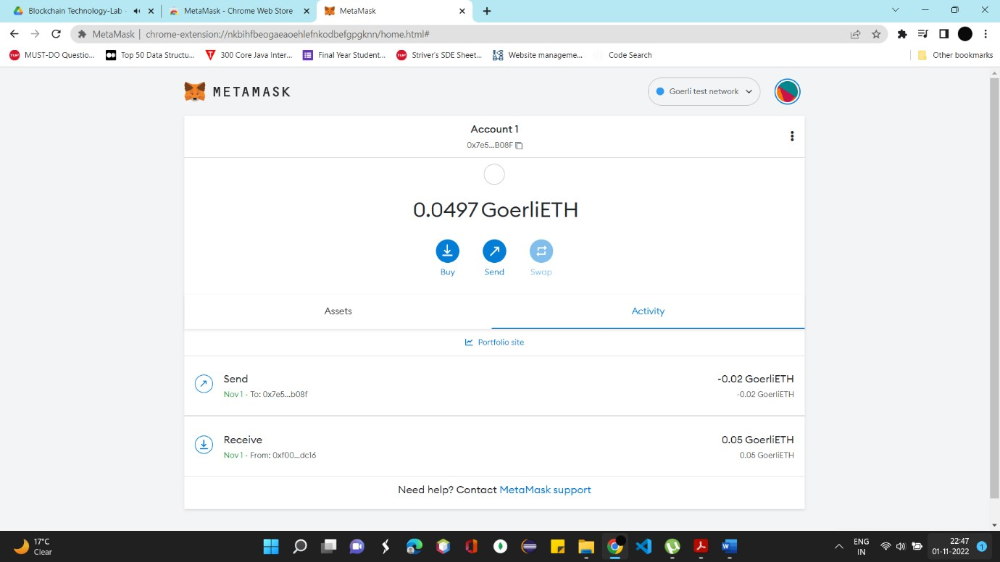 Blockchain Technology-Lab -
MetaMask - Chrome Web Store
MetaMask
MetaMask | chrome-extension://nkbihfbeogaeaoehlefnkodbefgpgknn/home.html#
MUST-DO Questio...
Top 50 Data Structu...
300 Core Java Inter...
Final Year Student...
Striver's SDE Sheet...
Website manageme...
Code Search
Other bookmarks
METAMASK
Goerli test network
Account 1
0x7e5...B08F
0.0497 GoerliETH
Buy
Send
Swap
Assets
Activity
Portfolio site
Send
-0.02 GoerliETH
Nov 1 · To: 0x7e5...b08f
-0.02 GoerliETH
Receive
0.05 GoerliETH
Nov 1 · From: 0xf00...dc16
0.05 GoerliETH
Need help? Contact MetaMask support
17°C
Clear
ENG
IN
22:47
01-11-2022
1